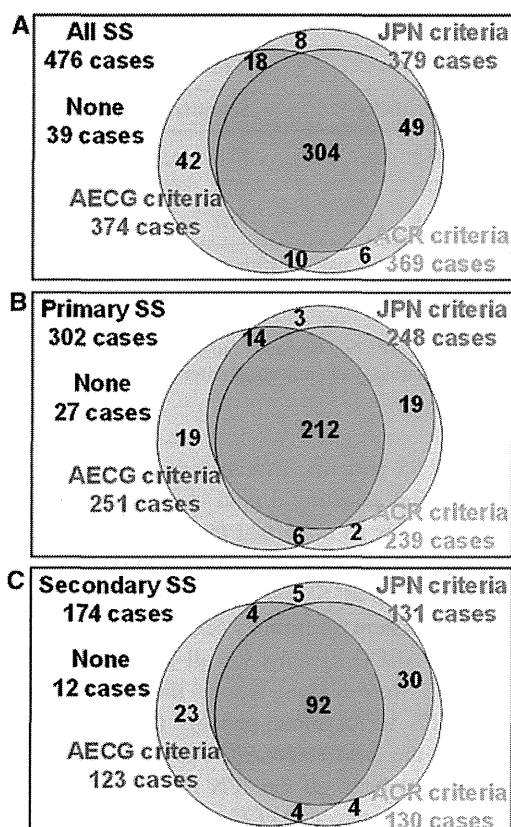 A
All SS
476 cases
8
JPN criteria
379 cases
18
None
39 cases
49
42
304
AECG criteria
374 cases
10
6
ACR criteria
369 cases
B
Primary SS
302 cases
3
JPN criteria
248 cases
14
None
27 cases
19
19
212
AECG criteria
251 cases
6
2
ACR criteria
239 cases
C
Secondary SS
174 cases
5
JPN criteria
131 cases
4
None
12 cases
30
23
92
AECG criteria
123 cases
4
4
ACR criteria
130 cases